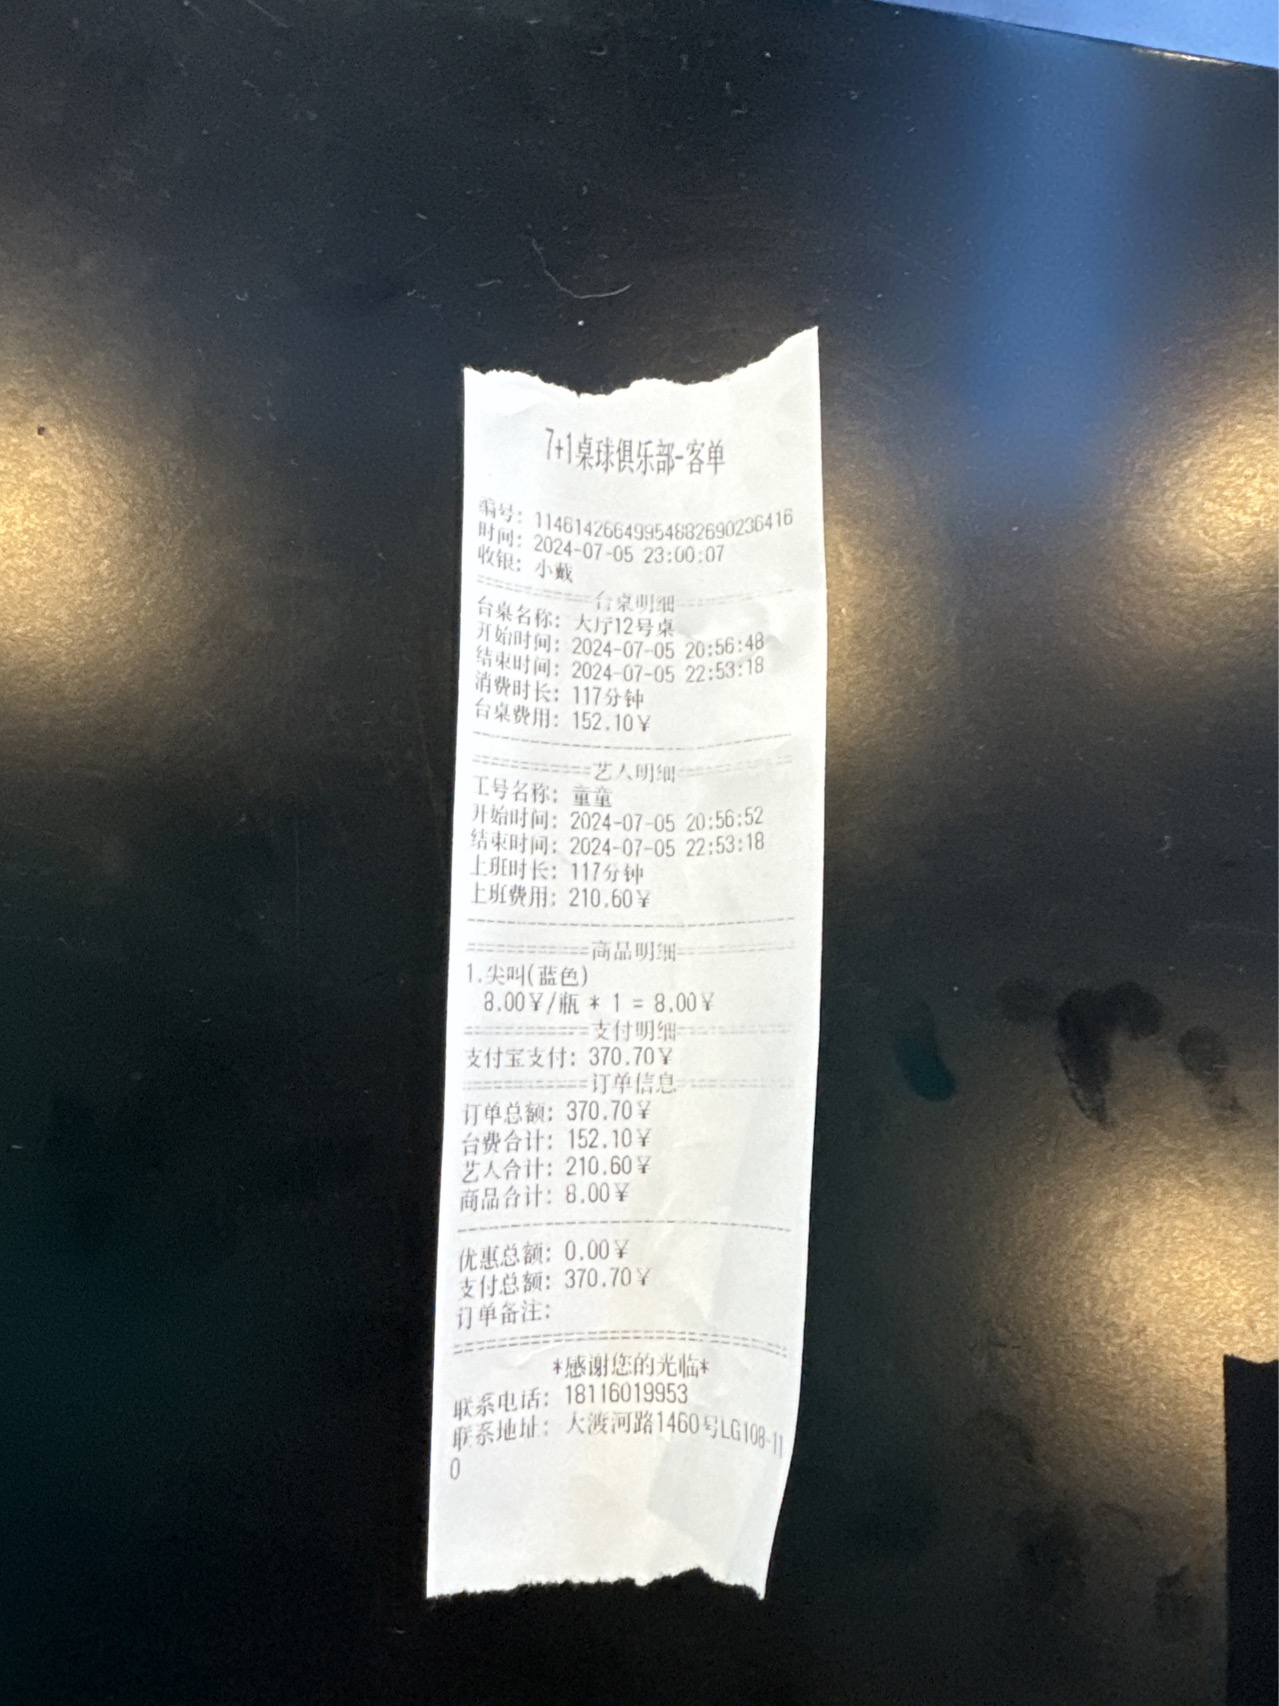 7+1桌球俱乐部-客单
编号: 11461426649954882690236416
时间: 2024-07-05 23:00:07
收银: 小戴
台桌明细
台桌名称: 大厅12号桌
开始时间: 2024-07-05 20:56:48
结束时间: 2024-07-05 22:53:18
消费时长: 117分钟
台桌费用: 152.10¥
艺人明细
工号名称: 童童
开始时间: 2024-07-05 20:56:52
结束时间: 2024-07-05 22:53:18
上班时长: 117分钟
上班费用: 210.60¥
商品明细
1.尖叫(蓝色)
8.00¥/瓶 * 1 = 8.00¥
支付明细
支付宝支付: 370.70¥
订单信息
订单总额: 370.70¥
台费合计: 152.10¥
艺人合计: 210.60¥
商品合计: 8.00¥
优惠总额: 0.00¥
支付总额: 370.70¥
订单备注:
*感谢您的光临*
联系电话: 18116019953
联系地址: 大渡河路1460号LG108-11
0